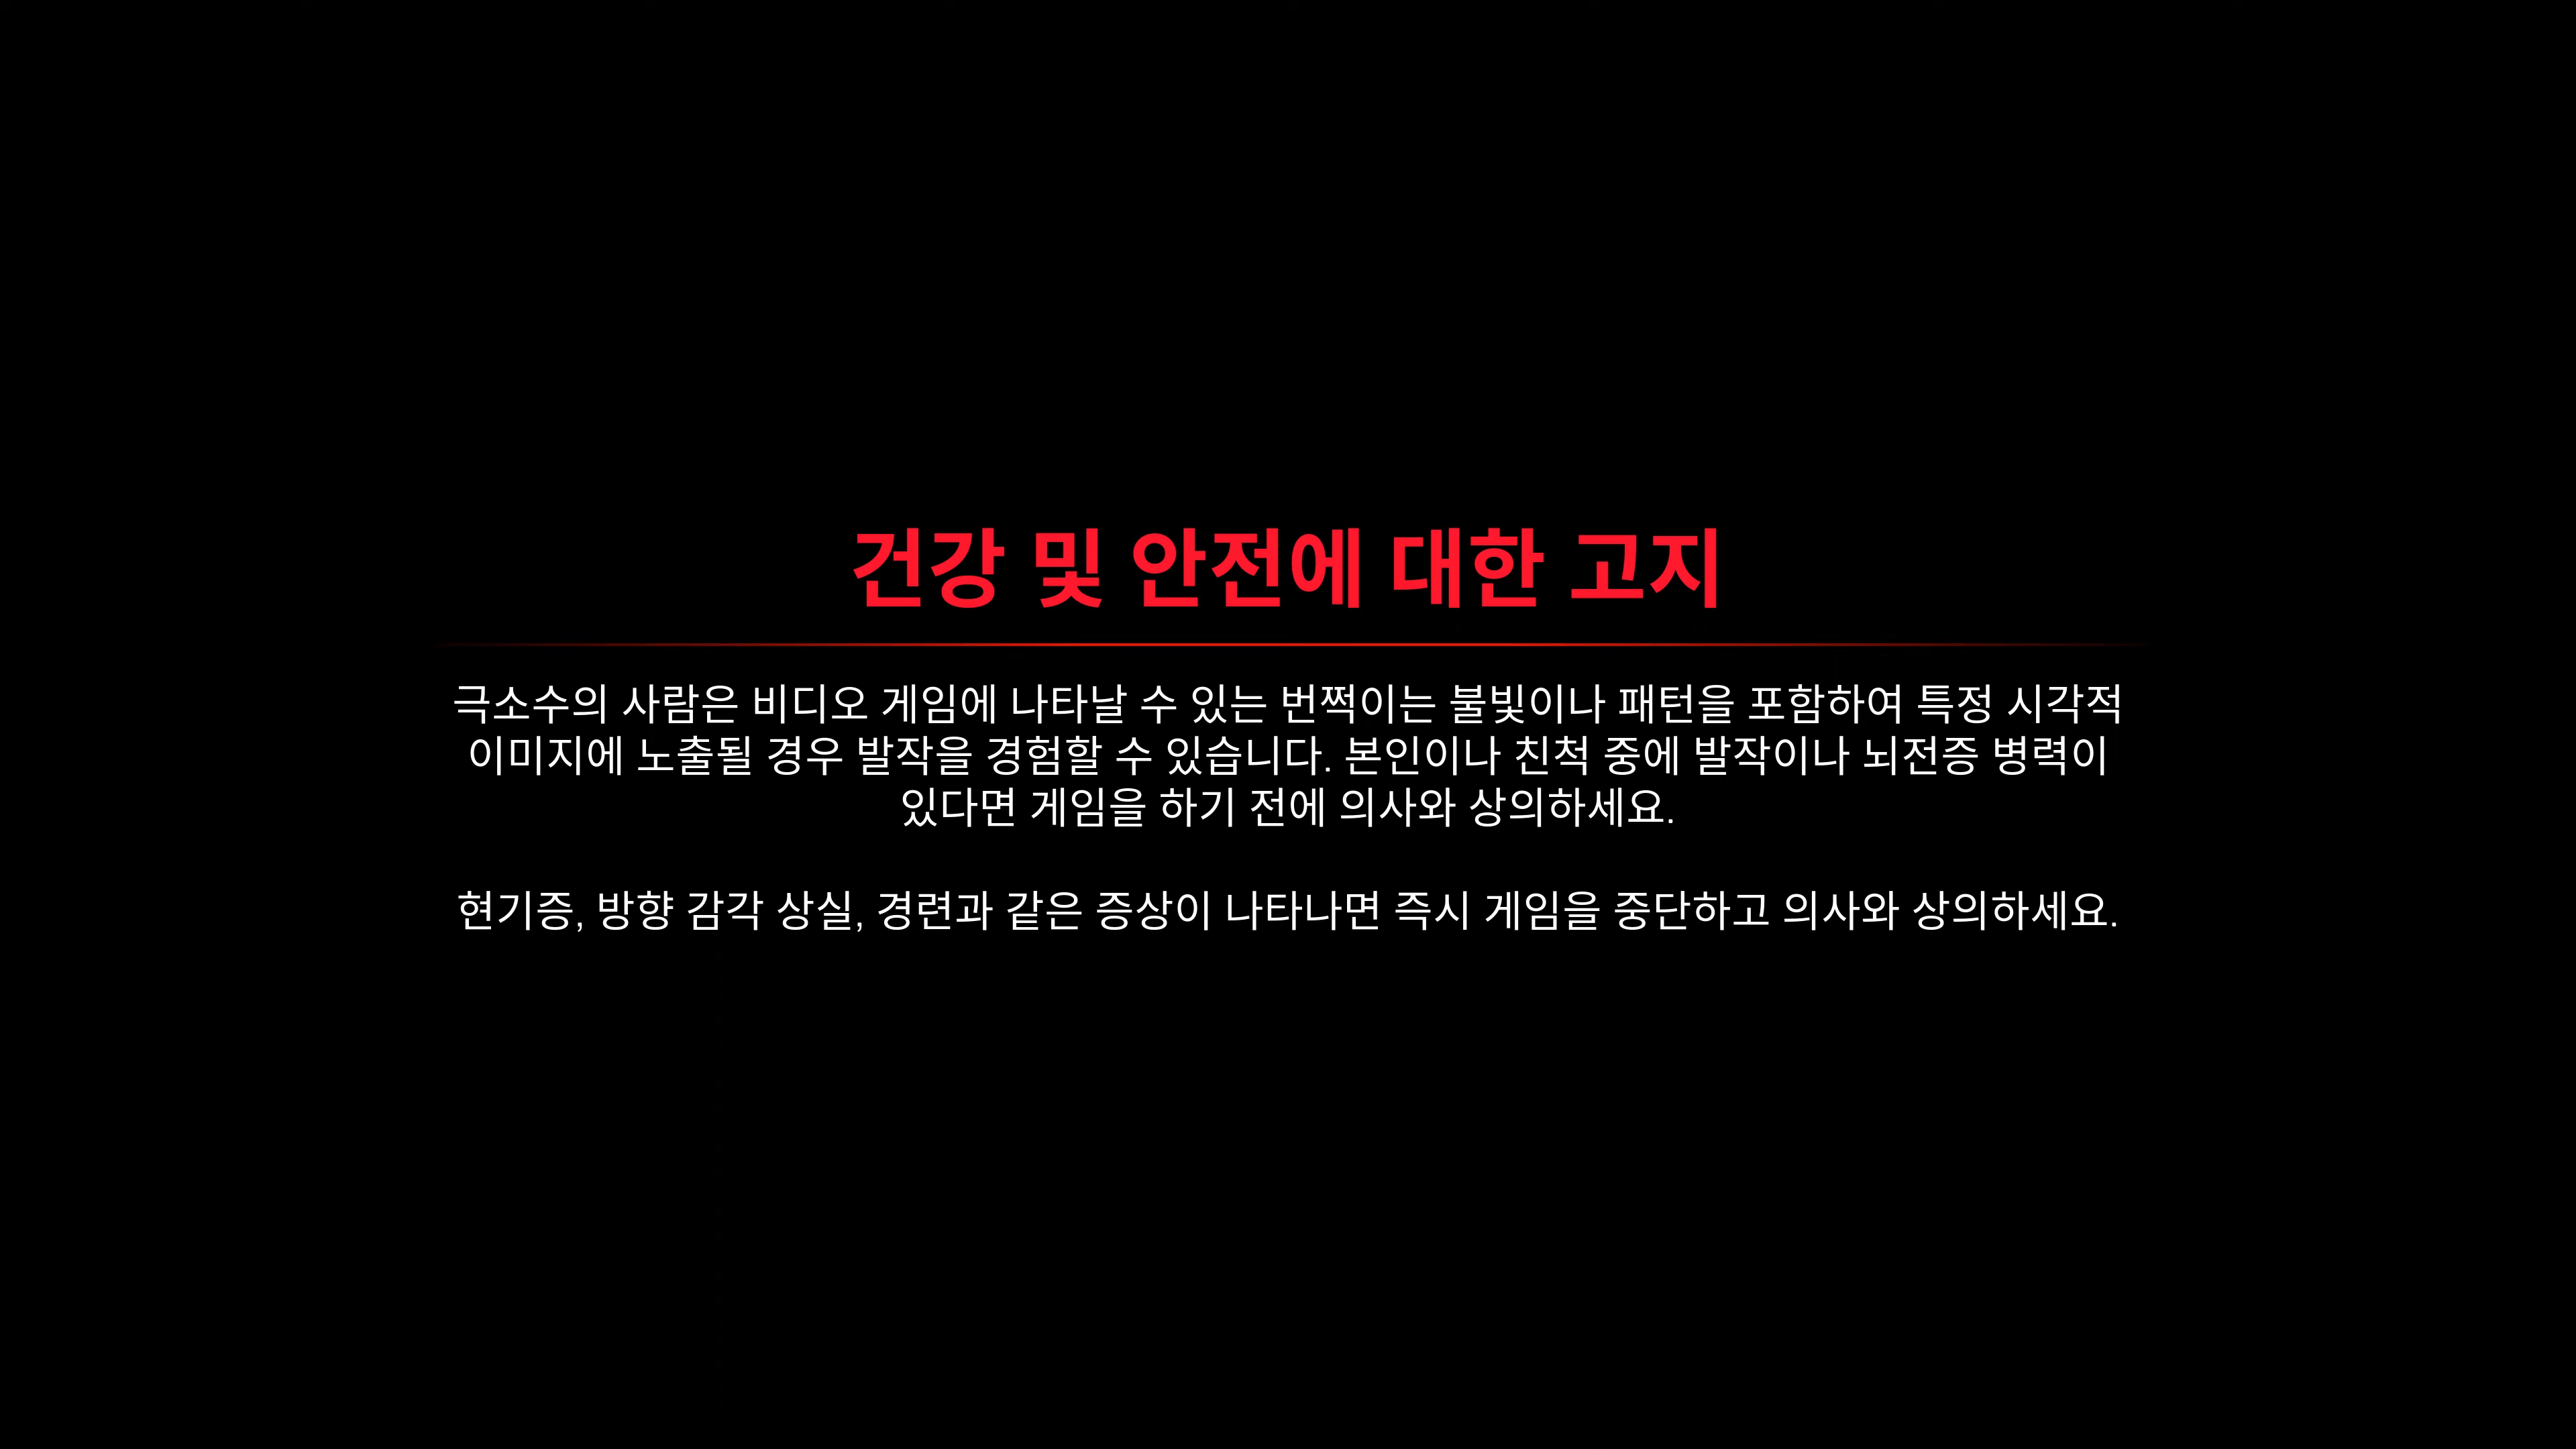 건강 및 안전에 대한 고지
극소수의 사람은 비디오 게임에 나타날 수 있는 번쩍이는 불빛이나 패턴을 포함하여 특정 시각적
이미지에 노출될 경우 발작을 경험할 수 있습니다. 본인이나 친척 중에 발작이나 뇌전증 병력이
있다면 게임을 하기 전에 의사와 상의하세요.
현기증, 방향 감각 상실, 경련과 같은 증상이 나타나면 즉시 게임을 중단하고 의사와 상의하세요.